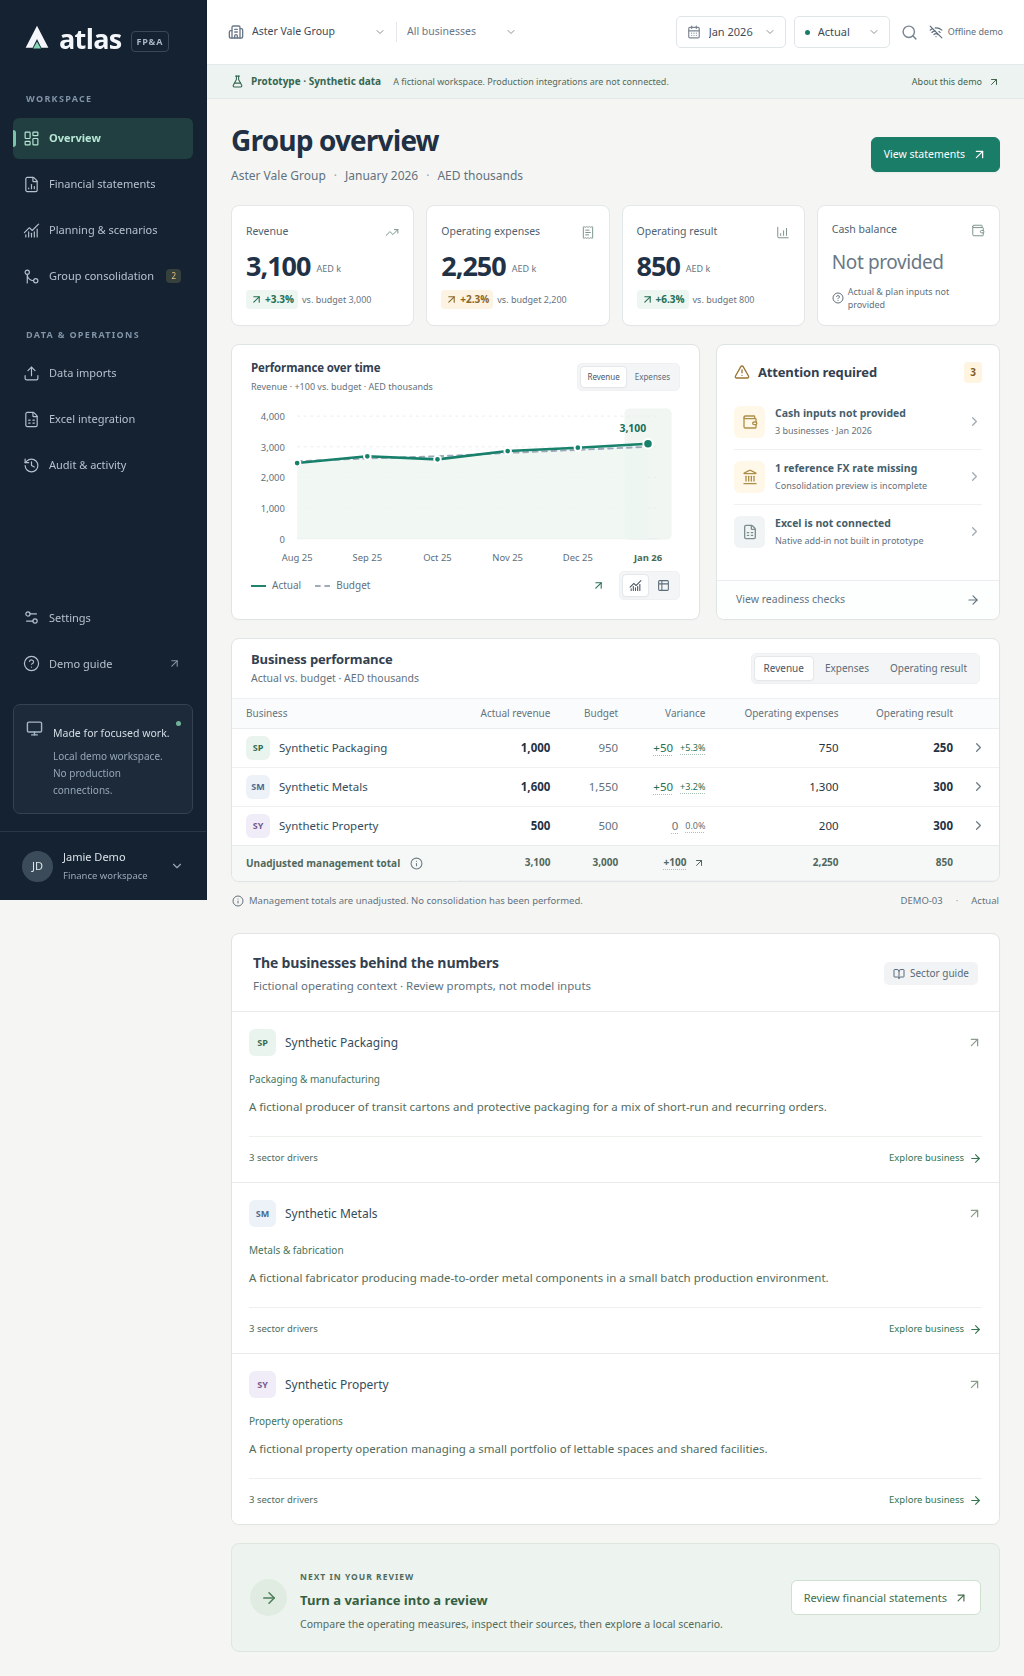 atlas FP&A
WORKSPACE
Overview
Financial statements
Planning & scenarios
Group consolidation 2
DATA & OPERATIONS
Data imports
Excel integration
Audit & activity
Settings
Demo guide
Made for focused work.
Local demo workspace.
No production
connections.
JD Jamie Demo
Finance workspace
Aster Vale Group All businesses Jan 2026 Actual Offline demo
Prototype · Synthetic data A fictional workspace. Production integrations are not connected. About this demo
Group overview
Aster Vale Group · January 2026 · AED thousands
View statements
Revenue
3,100 AED k
+3.3% vs. budget 3,000
Operating expenses
2,250 AED k
+2.3% vs. budget 2,200
Operating result
850 AED k
+6.3% vs. budget 800
Cash balance
Not provided
Actual & plan inputs not
provided
Performance over time
Revenue · +100 vs. budget · AED thousands
Revenue Expenses
4,000
3,000
2,000
1,000
0
3,100
Aug 25 Sep 25 Oct 25 Nov 25 Dec 25 Jan 26
Actual Budget
Attention required 3
Cash inputs not provided
3 businesses · Jan 2026
1 reference FX rate missing
Consolidation preview is incomplete
Excel is not connected
Native add-in not built in prototype
View readiness checks
Business performance
Actual vs. budget · AED thousands
Revenue Expenses Operating result
Business Actual revenue Budget Variance Operating expenses Operating result
SP Synthetic Packaging 1,000 950 +50 +5.3% 750 250
SM Synthetic Metals 1,600 1,550 +50 +3.2% 1,300 300
SY Synthetic Property 500 500 0 0.0% 200 300
Unadjusted management total 3,100 3,000 +100 2,250 850
Management totals are unadjusted. No consolidation has been performed. DEMO-03 · Actual
The businesses behind the numbers
Fictional operating context · Review prompts, not model inputs
Sector guide
SP Synthetic Packaging
Packaging & manufacturing
A fictional producer of transit cartons and protective packaging for a mix of short-run and recurring orders.
3 sector drivers Explore business
SM Synthetic Metals
Metals & fabrication
A fictional fabricator producing made-to-order metal components in a small batch production environment.
3 sector drivers Explore business
SY Synthetic Property
Property operations
A fictional property operation managing a small portfolio of lettable spaces and shared facilities.
3 sector drivers Explore business
NEXT IN YOUR REVIEW
Turn a variance into a review
Compare the operating measures, inspect their sources, then explore a local scenario.
Review financial statements